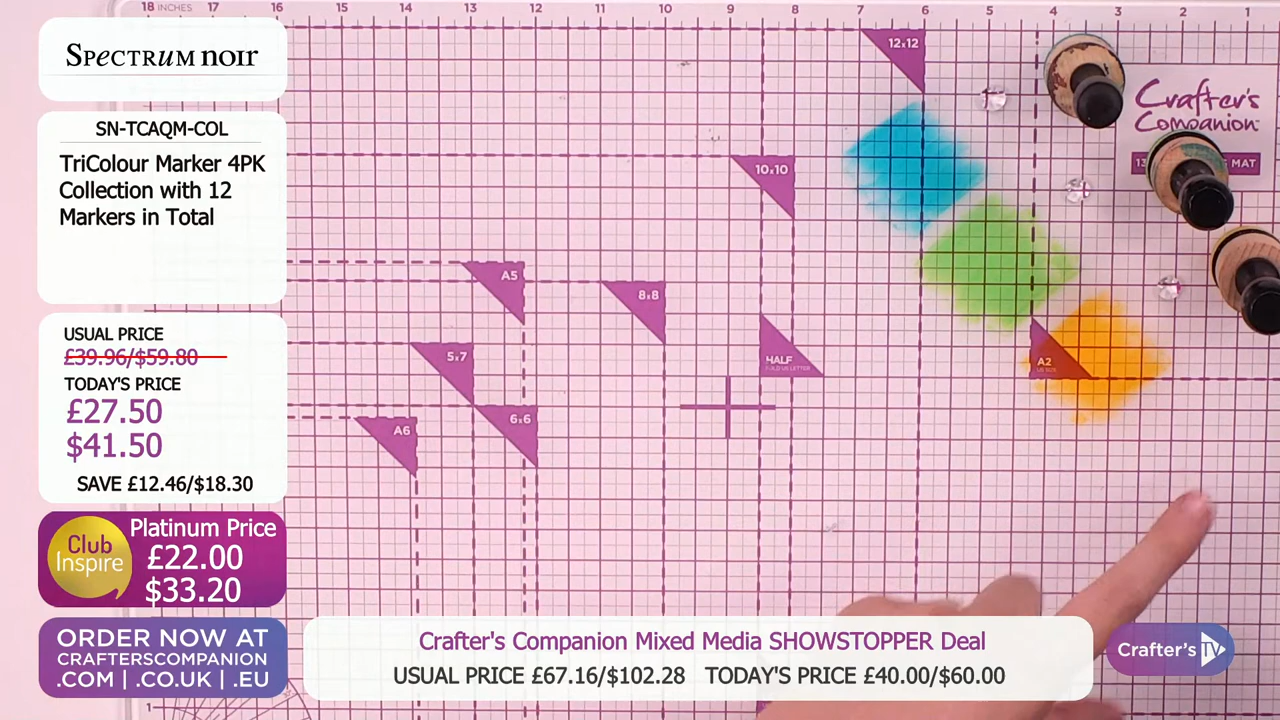 18 INCHES 17 16 15 14 13 12 11 10 9 8 7 6 5 4 3 2 1
SPECTRUM noir
SN-TCAQM-COL
TriColour Marker 4PK
Collection with 12
Markers in Total
USUAL PRICE
£39.96/$59.80
TODAY'S PRICE
£27.50
$41.50
SAVE £12.46/$18.30
Club
Inspire
Platinum Price
£22.00
$33.20
ORDER NOW AT
CRAFTERSCOMPANION
.COM | .CO.UK | .EU
12x12
10x10
A5
8x8
5x7
HALF
A2
6x6
A6
Crafter's
Companion
MAT
Crafter's Companion Mixed Media SHOWSTOPPER Deal
USUAL PRICE £67.16/$102.28 TODAY'S PRICE £40.00/$60.00
Crafter's TV
1